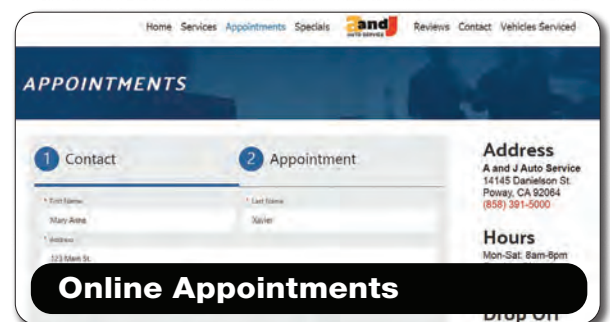 Home Services Appointments Specials and J AUTO SERVICE Reviews Contact Vehicles Serviced
APPOINTMENTS
1 Contact
2 Appointment
* First Name
* Last Name
Mary Anne
Xavier
* Address
123 Main St.
Address
A and J Auto Service
14145 Danielson St.
Poway, CA 92064
(858) 391-5000
Hours
Mon-Sat: 8am-6pm
Drop Off
Online Appointments